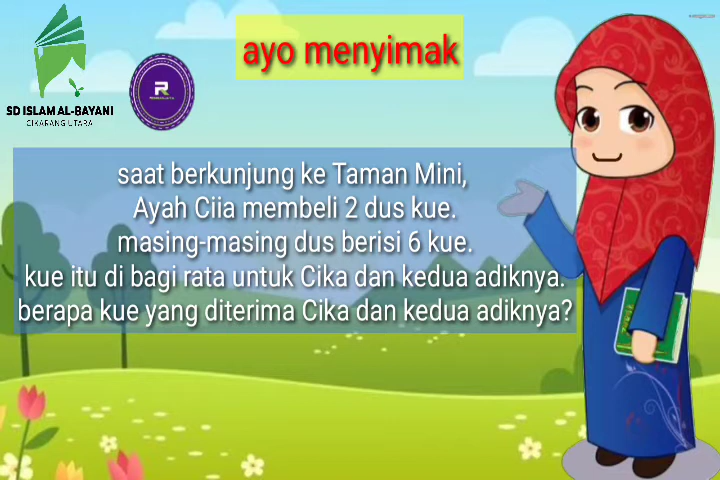 ayo menyimak
SD ISLAM AL-BAYANI
CIKARANG UTARA
R
saat berkunjung ke Taman Mini,
Ayah Ciia membeli 2 dus kue.
masing-masing dus berisi 6 kue.
kue itu di bagi rata untuk Cika dan kedua adiknya.
berapa kue yang diterima Cika dan kedua adiknya?